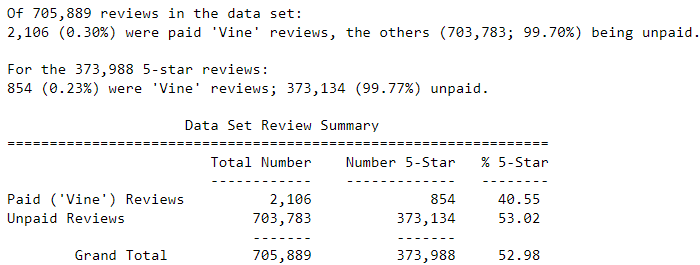 Of 705,889 reviews in the data set:
2,106 (0.30%) were paid 'Vine' reviews, the others (703,783; 99.70%) being unpaid.
For the 373,988 5-star reviews:
854 (0.23%) were 'Vine' reviews; 373,134 (99.77%) unpaid.
Data Set Review Summary
================================================================
Total Number Number 5-Star % 5-Star
------------ ------------- --------
Paid ('Vine') Reviews 2,106 854 40.55
Unpaid Reviews 703,783 373,134 53.02
------- -------
Grand Total 705,889 373,988 52.98